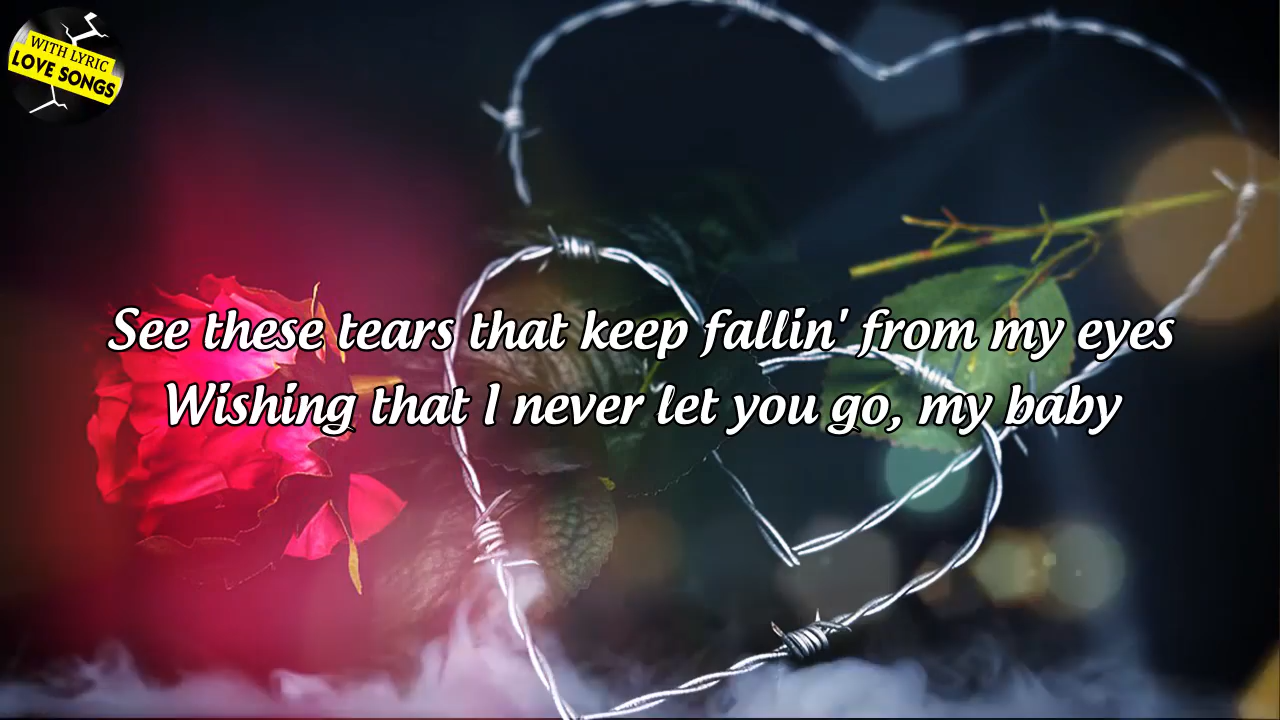 WITH LYRIC
LOVE SONGS
See these tears that keep fallin' from my eyes
Wishing that I never let you go, my baby